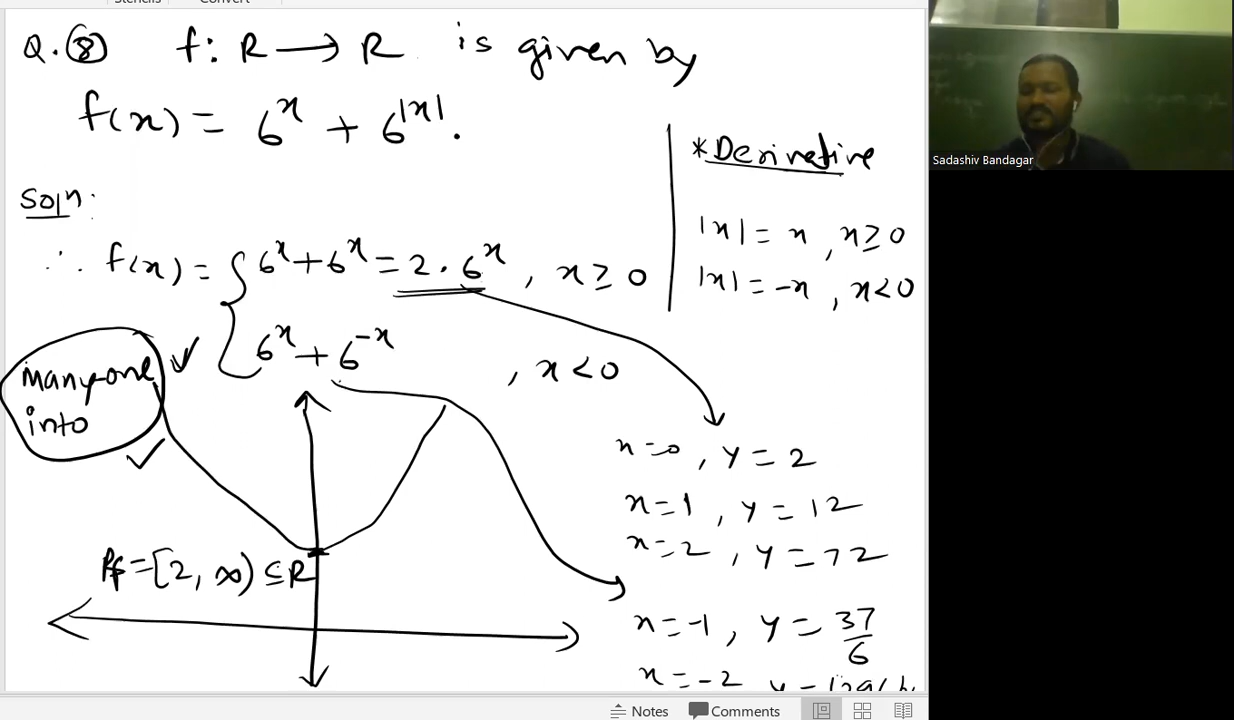 Stencils Convert
Q.(8) f: R → R is given by
f(x) = 6^x + 6^|x|.
Soln:
∴ f(x) = { 6^x + 6^x = 2 · 6^x , x ≥ 0
6^x + 6^-x , x < 0
*Derivative
|x| = x , x ≥ 0
|x| = -x , x < 0
Many-one
into
Rf = [2, ∞) ⊆ R
x = 0 , y = 2
x = 1 , y = 12
x = 2 , y = 72
x = -1 , y = 37/6
x = -2
Sadashiv Bandagar
Notes Comments